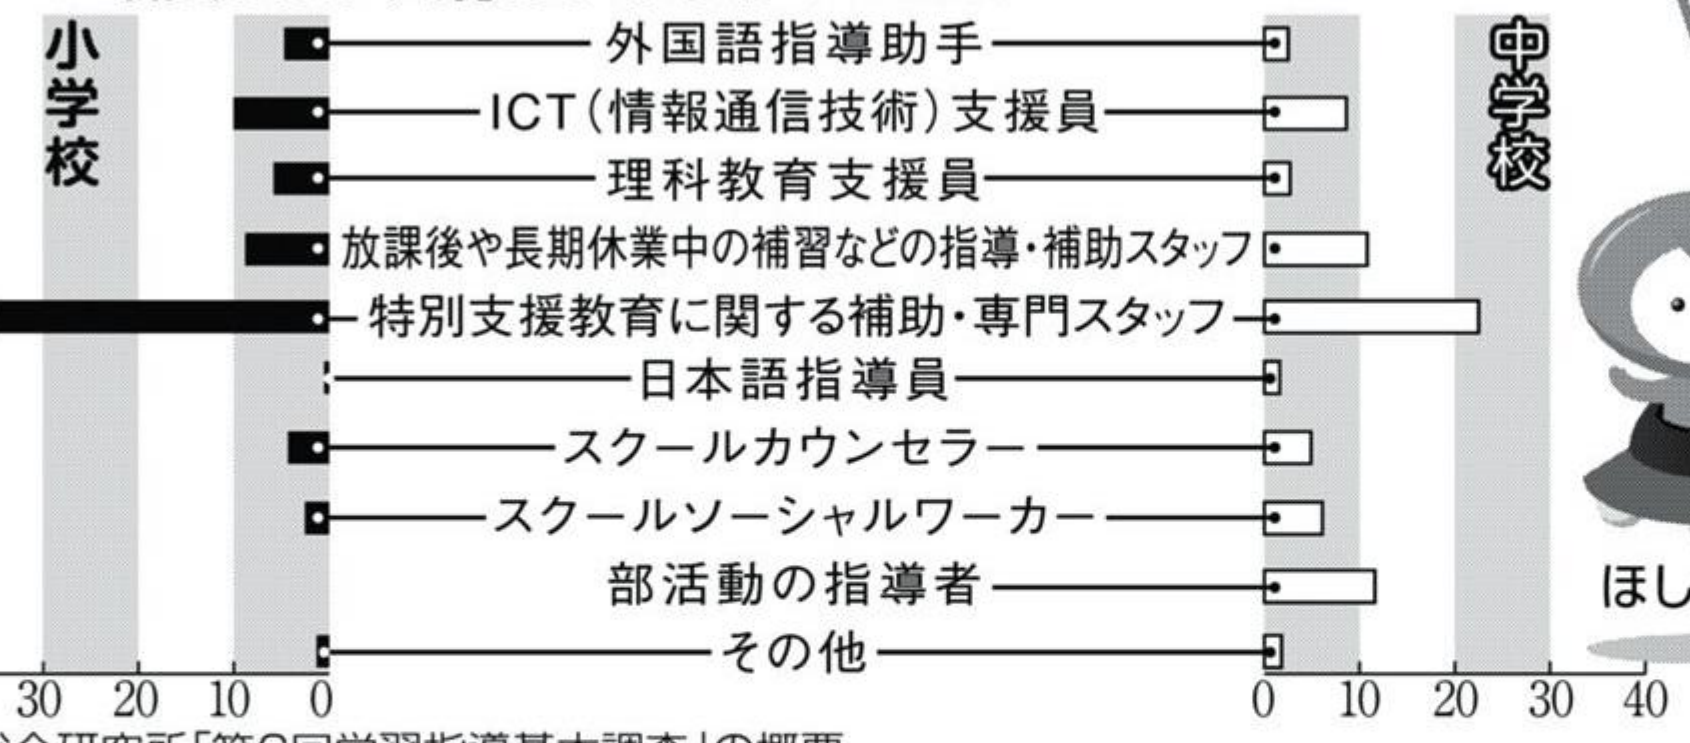 小学校
中学校
外国語指導助手
ICT(情報通信技術)支援員
理科教育支援員
放課後や長期休業中の補習などの指導・補助スタッフ
特別支援教育に関する補助・専門スタッフ
日本語指導員
スクールカウンセラー
スクールソーシャルワーカー
部活動の指導者
その他
ほし
30 20 10 0
0 10 20 30 40